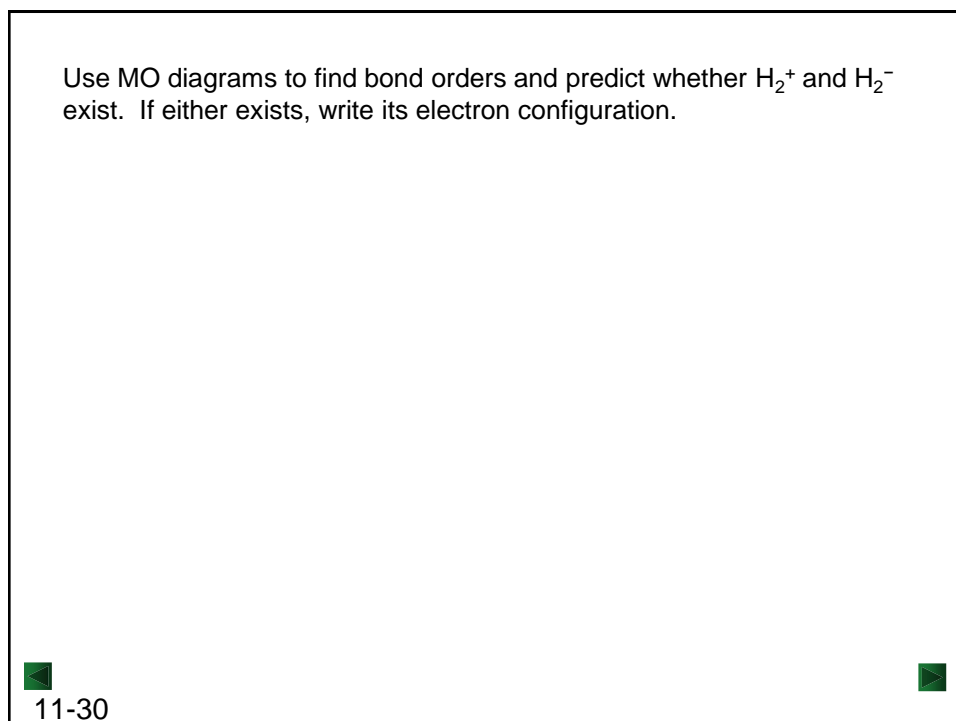 Use MO diagrams to find bond orders and predict whether H₂⁺ and H₂⁻
exist.  If either exists, write its electron configuration.
11-30